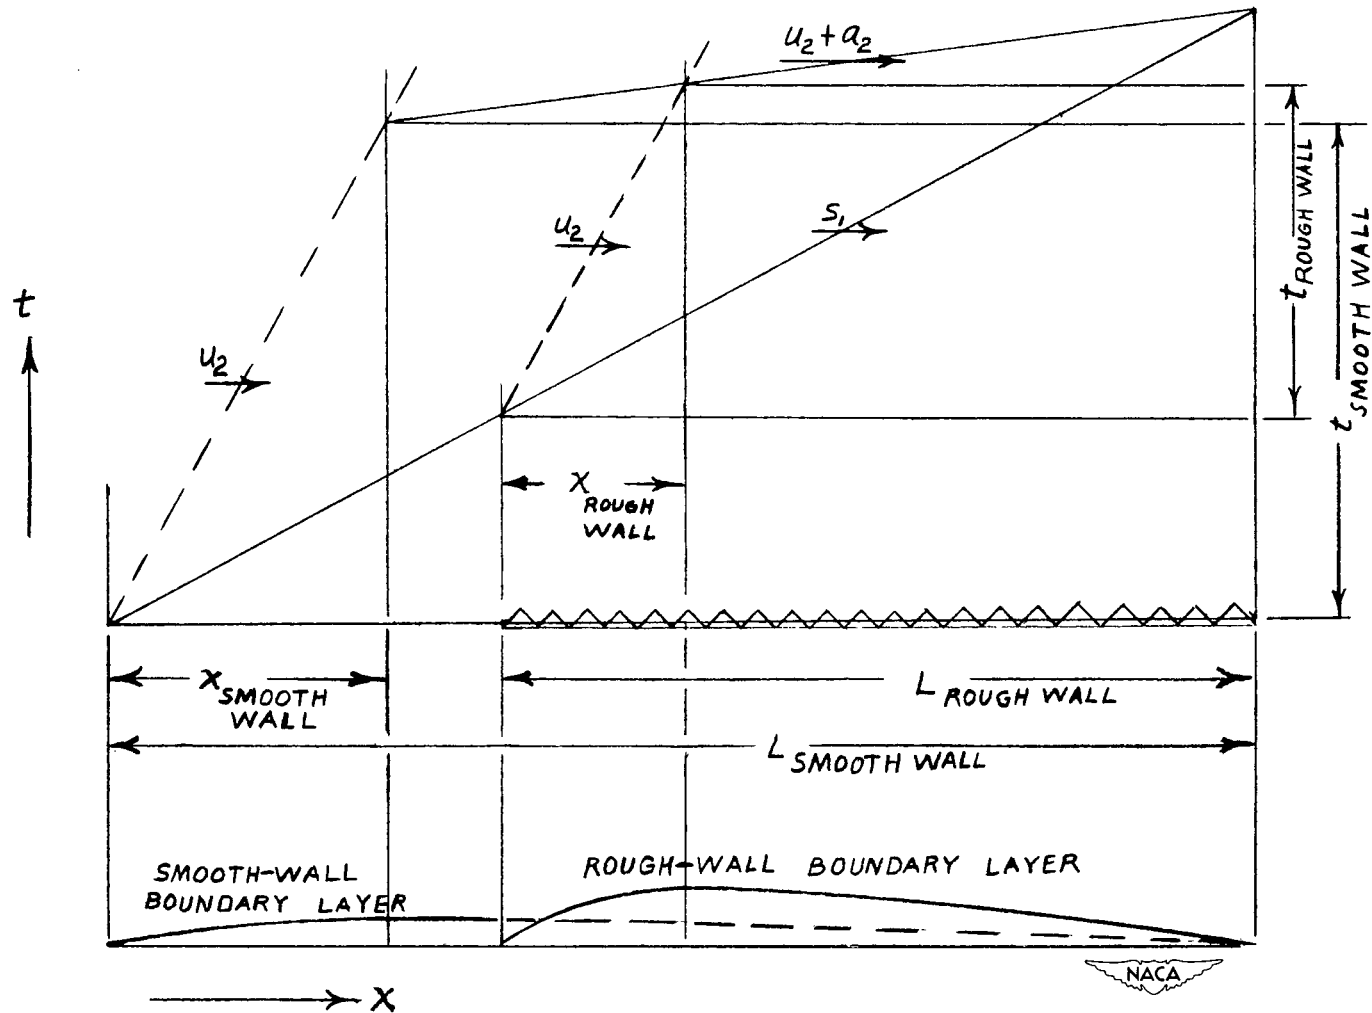 u₂ + a₂
u₂
s₁
t ROUGH WALL
t SMOOTH WALL
t
u₂
X
ROUGH
WALL
X SMOOTH
WALL
L ROUGH WALL
L SMOOTH WALL
SMOOTH-WALL
BOUNDARY LAYER
ROUGH-WALL BOUNDARY LAYER
NACA
X